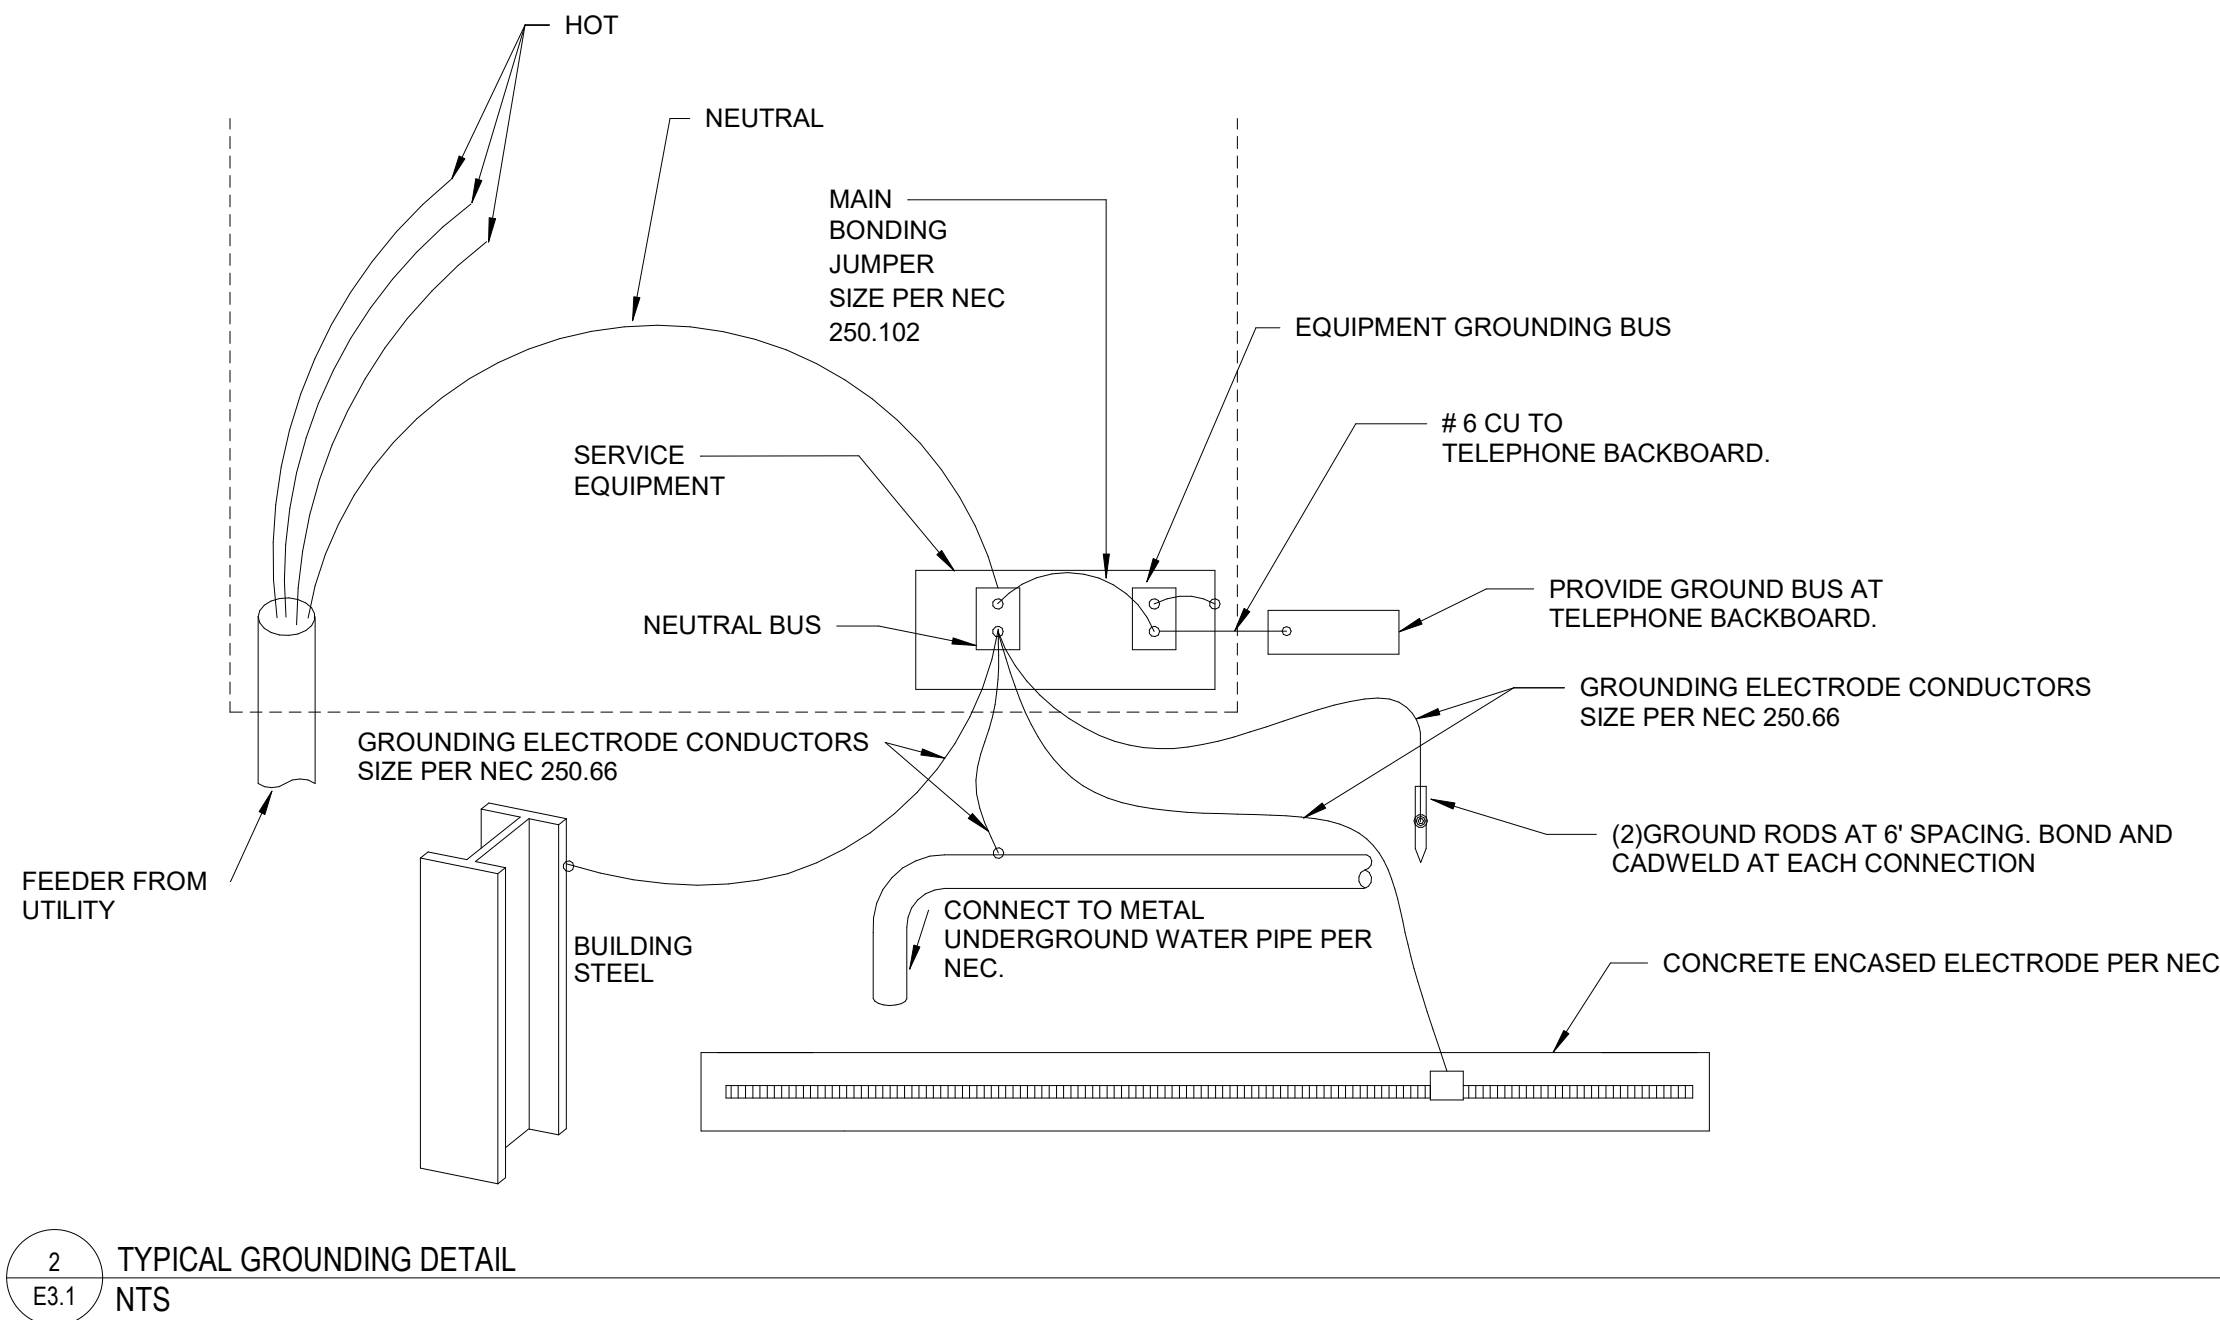 HOT
NEUTRAL
MAIN
BONDING
JUMPER
SIZE PER NEC
250.102
EQUIPMENT GROUNDING BUS
# 6 CU TO
TELEPHONE BACKBOARD.
SERVICE
EQUIPMENT
PROVIDE GROUND BUS AT
TELEPHONE BACKBOARD.
NEUTRAL BUS
GROUNDING ELECTRODE CONDUCTORS
SIZE PER NEC 250.66
GROUNDING ELECTRODE CONDUCTORS
SIZE PER NEC 250.66
(2)GROUND RODS AT 6' SPACING. BOND AND
CADWELD AT EACH CONNECTION
FEEDER FROM
UTILITY
CONNECT TO METAL
UNDERGROUND WATER PIPE PER
NEC.
BUILDING
STEEL
CONCRETE ENCASED ELECTRODE PER NEC
2
TYPICAL GROUNDING DETAIL
E3.1
NTS